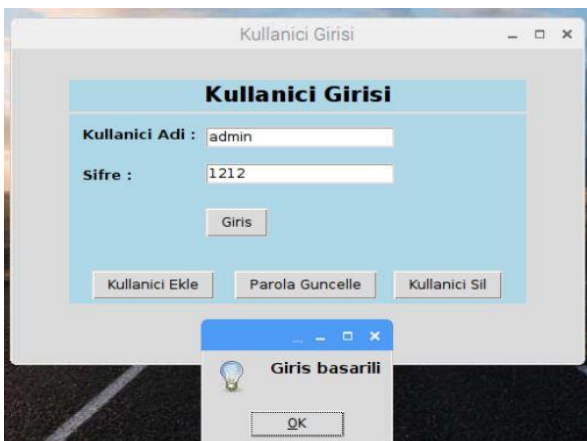 Kullanici Girisi
Kullanici Girisi
Kullanici Adi : admin
Sifre : 1212
Giris
Kullanici Ekle Parola Guncelle Kullanici Sil
...
Giris basarili
OK